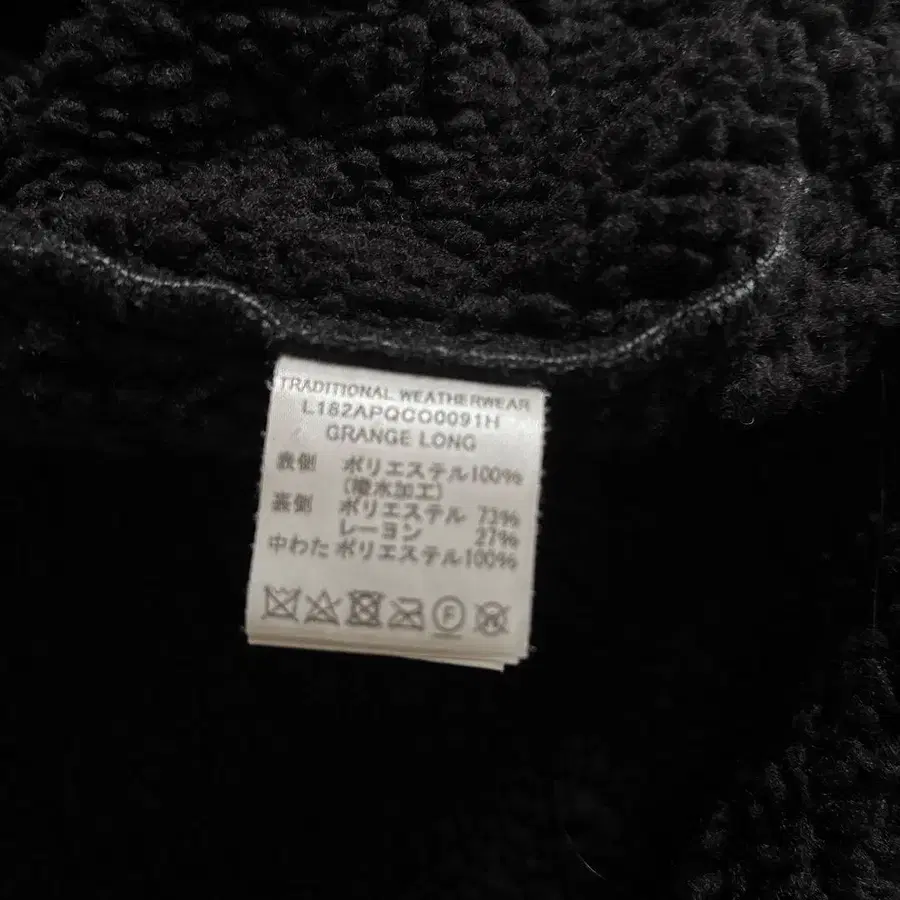 TRADITIONAL WEATHERWEAR
L182APQCO0091H
GRANGE LONG
表側 ポリエステル100%
(撥水加工)
裏側 ポリエステル 73%
レーヨン 27%
中わた ポリエステル100%
F
W